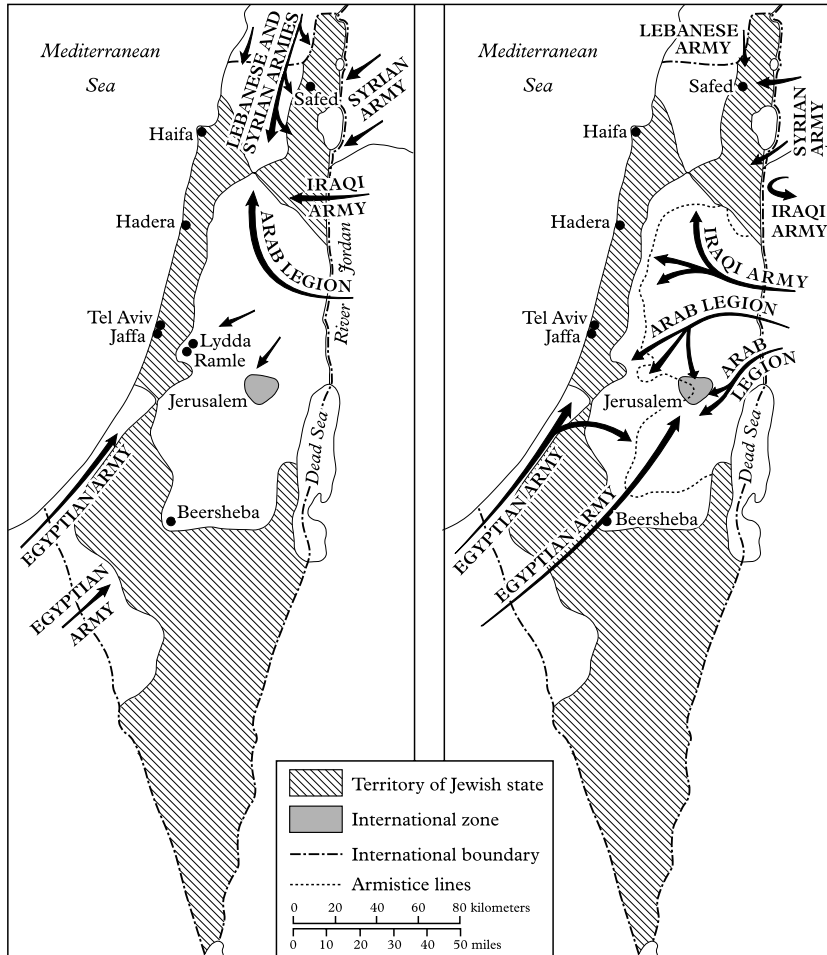 Mediterranean
Sea
LEBANESE AND
SYRIAN ARMIES
SYRIAN
ARMY
Safed
Haifa
IRAQI
ARMY
Hadera
ARAB LEGION
River Jordan
Tel Aviv
Jaffa
Lydda
Ramle
Jerusalem
Dead Sea
EGYPTIAN ARMY
Beersheba
EGYPTIAN
ARMY
Mediterranean
Sea
LEBANESE
ARMY
Safed
SYRIAN
ARMY
Haifa
IRAQI
ARMY
Hadera
IRAQI ARMY
Tel Aviv
Jaffa
ARAB LEGION
ARAB
LEGION
Jerusalem
Dead Sea
EGYPTIAN ARMY
EGYPTIAN ARMY
Beersheba
Territory of Jewish state
International zone
International boundary
Armistice lines
0 20 40 60 80 kilometers
0 10 20 30 40 50 miles